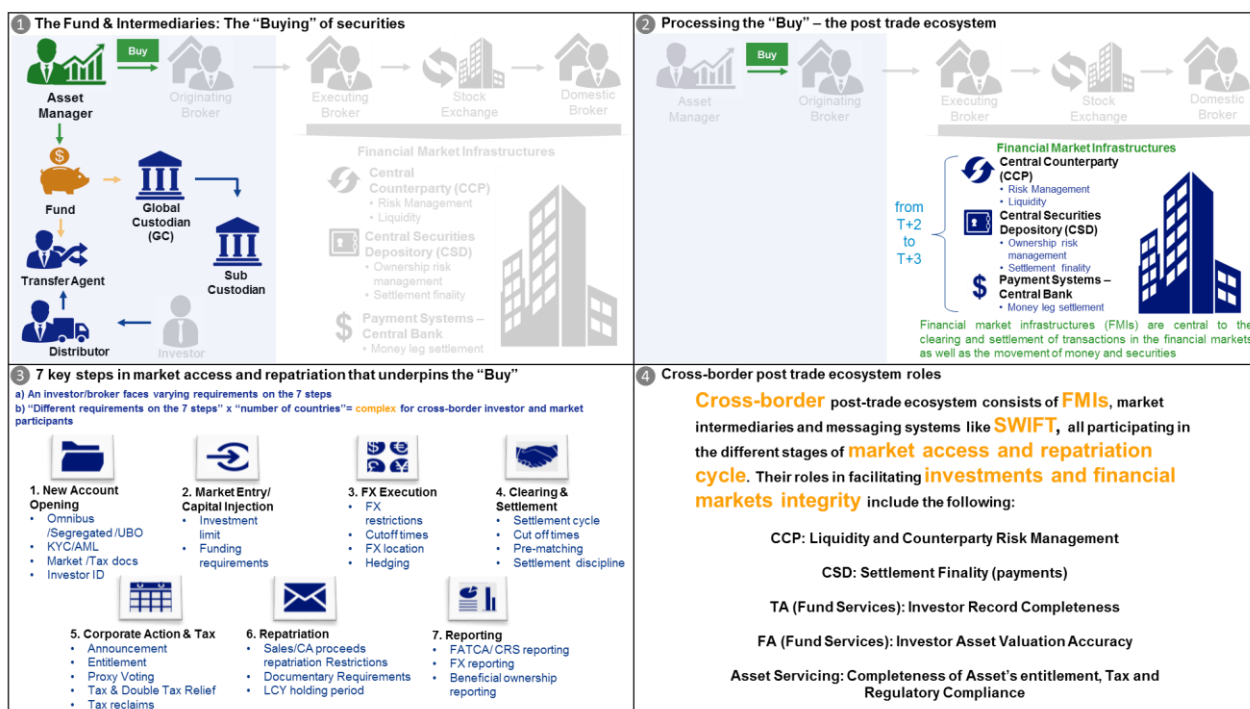 1 The Fund & Intermediaries: The “Buying” of securities
Buy
Asset
Manager
Originating
Broker
Executing
Broker
Stock
Exchange
Domestic
Broker
Financial Market Infrastructures
Central
Counterparty (CCP)
• Risk Management
• Liquidity
Central Securities
Depository (CSD)
• Ownership risk
management
• Settlement finality
$ Payment Systems –
Central Bank
• Money leg settlement
$
Fund
Global
Custodian
(GC)
Sub
Custodian
Transfer Agent
Distributor
Investor
2 Processing the “Buy” – the post trade ecosystem
Buy
Asset
Manager
Originating
Broker
Executing
Broker
Stock
Exchange
Domestic
Broker
Financial Market Infrastructures
Central Counterparty
(CCP)
• Risk Management
• Liquidity
from
T+2
to
T+3
Central Securities
Depository (CSD)
• Ownership risk
management
• Settlement finality
$ Payment Systems –
Central Bank
• Money leg settlement
Financial market infrastructures (FMIs) are central to the
clearing and settlement of transactions in the financial markets
as well as the movement of money and securities
3 7 key steps in market access and repatriation that underpins the “Buy”
a) An investor/broker faces varying requirements on the 7 steps
b) “Different requirements on the 7 steps” x “number of countries”= complex for cross-border investor and market
participants
1. New Account
Opening
• Omnibus
/Segregated /UBO
• KYC/AML
• Market /Tax docs
• Investor ID
2. Market Entry/
Capital Injection
• Investment
limit
• Funding
requirements
$ €
£ ¥
3. FX Execution
• FX
restrictions
• Cutoff times
• FX location
• Hedging
4. Clearing &
Settlement
• Settlement cycle
• Cut off times
• Pre-matching
• Settlement discipline
5. Corporate Action & Tax
• Announcement
• Entitlement
• Proxy Voting
• Tax & Double Tax Relief
• Tax reclaims
6. Repatriation
• Sales/CA proceeds
repatriation Restrictions
• Documentary Requirements
• LCY holding period
7. Reporting
• FATCA/ CRS reporting
• FX reporting
• Beneficial ownership
reporting
4 Cross-border post trade ecosystem roles
Cross-border post-trade ecosystem consists of FMIs, market
intermediaries and messaging systems like SWIFT, all participating in
the different stages of market access and repatriation
cycle. Their roles in facilitating investments and financial
markets integrity include the following:
CCP: Liquidity and Counterparty Risk Management
CSD: Settlement Finality (payments)
TA (Fund Services): Investor Record Completeness
FA (Fund Services): Investor Asset Valuation Accuracy
Asset Servicing: Completeness of Asset’s entitlement, Tax and
Regulatory Compliance